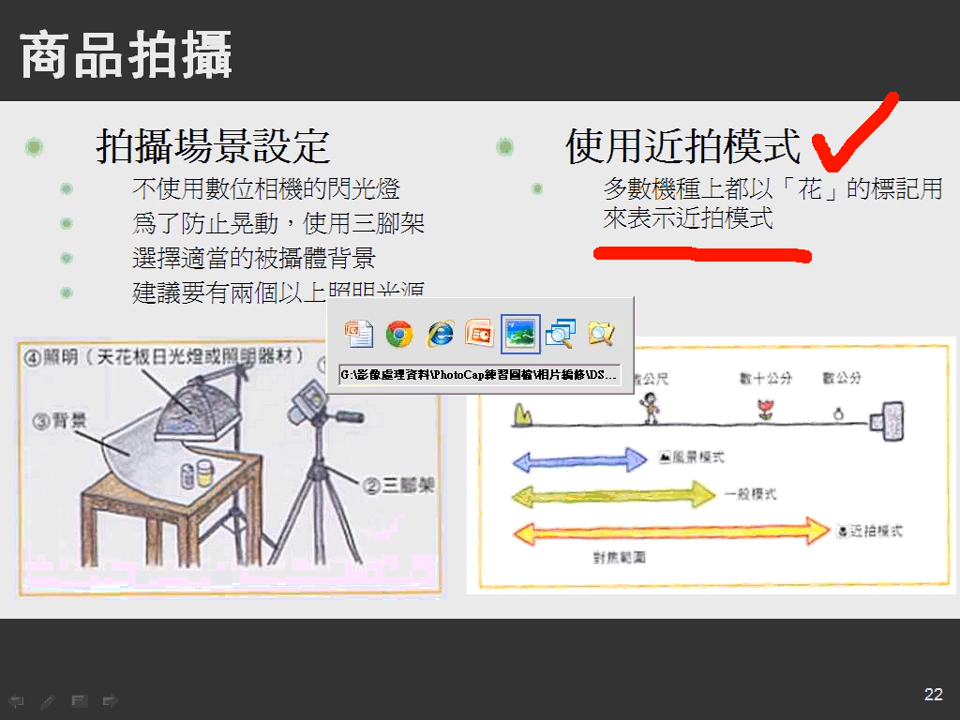 商品拍攝
拍攝場景設定
不使用數位相機的閃光燈
為了防止晃動，使用三腳架
選擇適當的被攝體背景
建議要有兩個以上照明光源
使用近拍模式
多數機種上都以「花」的標記用
來表示近拍模式
G:\影像處理資料\PhotoCap練習圖檔\相片編修\DS...
④照明（天花板日光燈或照明器材）
③背景
②三腳架
數公尺
數十公分
數公分
風景模式
一般模式
近拍模式
對焦範圍
22